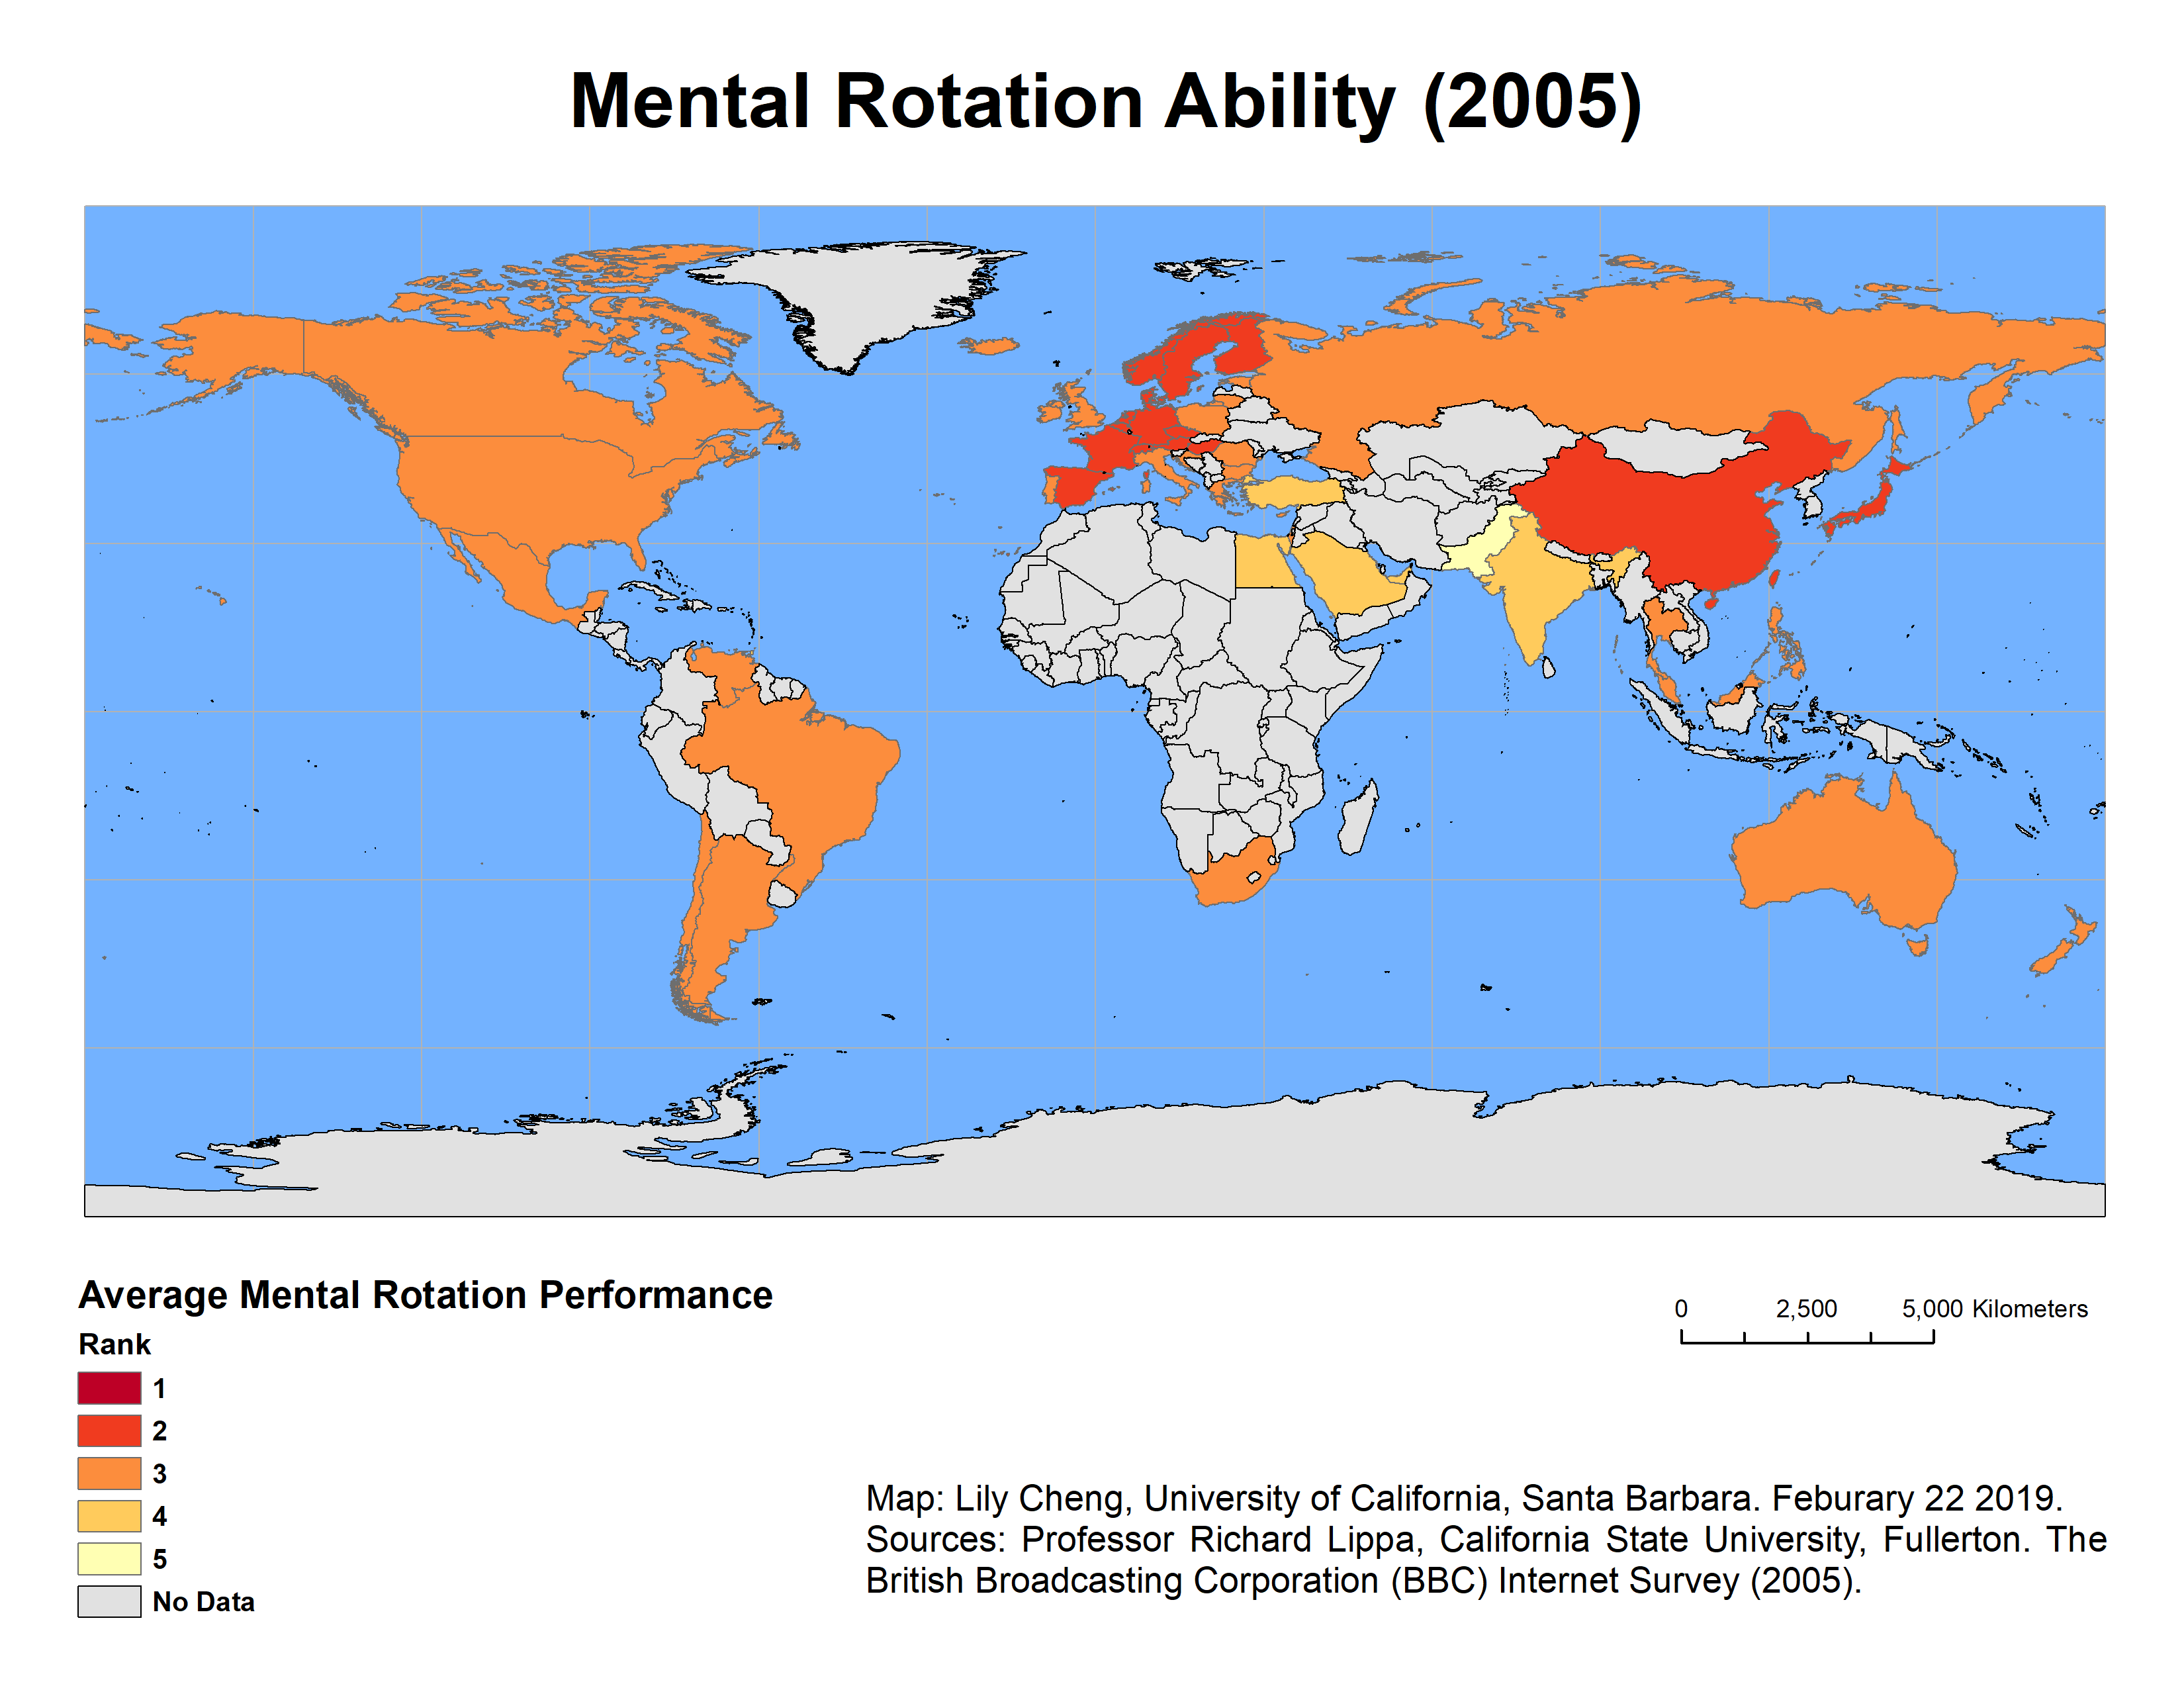 Mental Rotation Ability (2005)
Average Mental Rotation Performance
Rank
1
2
3
4
5
No Data
0 2,500 5,000 Kilometers
Map: Lily Cheng, University of California, Santa Barbara. Feburary 22 2019.
Sources: Professor Richard Lippa, California State University, Fullerton. The
British Broadcasting Corporation (BBC) Internet Survey (2005).